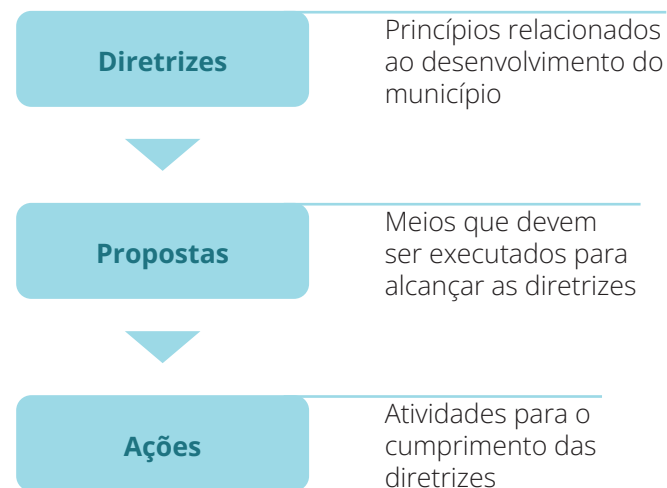 Diretrizes
Princípios relacionados
ao desenvolvimento do
município
Propostas
Meios que devem
ser executados para
alcançar as diretrizes
Ações
Atividades para o
cumprimento das
diretrizes